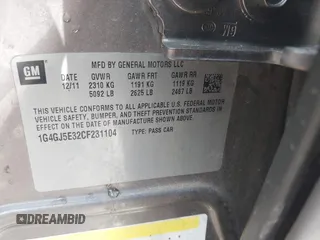 GM
MFD BY GENERAL MOTORS LLC
DATE GVWR GAWR FRT GAWR RR
12/11 2310 KG 1191 KG 1119 KG
5092 LB 2625 LB 2467 LB
THIS VEHICLE CONFORMS TO ALL APPLICABLE U.S. FEDERAL MOTOR
VEHICLE SAFETY, BUMPER, AND THEFT PREVENTION STANDARDS
IN EFFECT ON THE DATE OF MANUFACTURE SHOWN ABOVE.
1G4GJ5E32CF231104 TYPE: PASS CAR